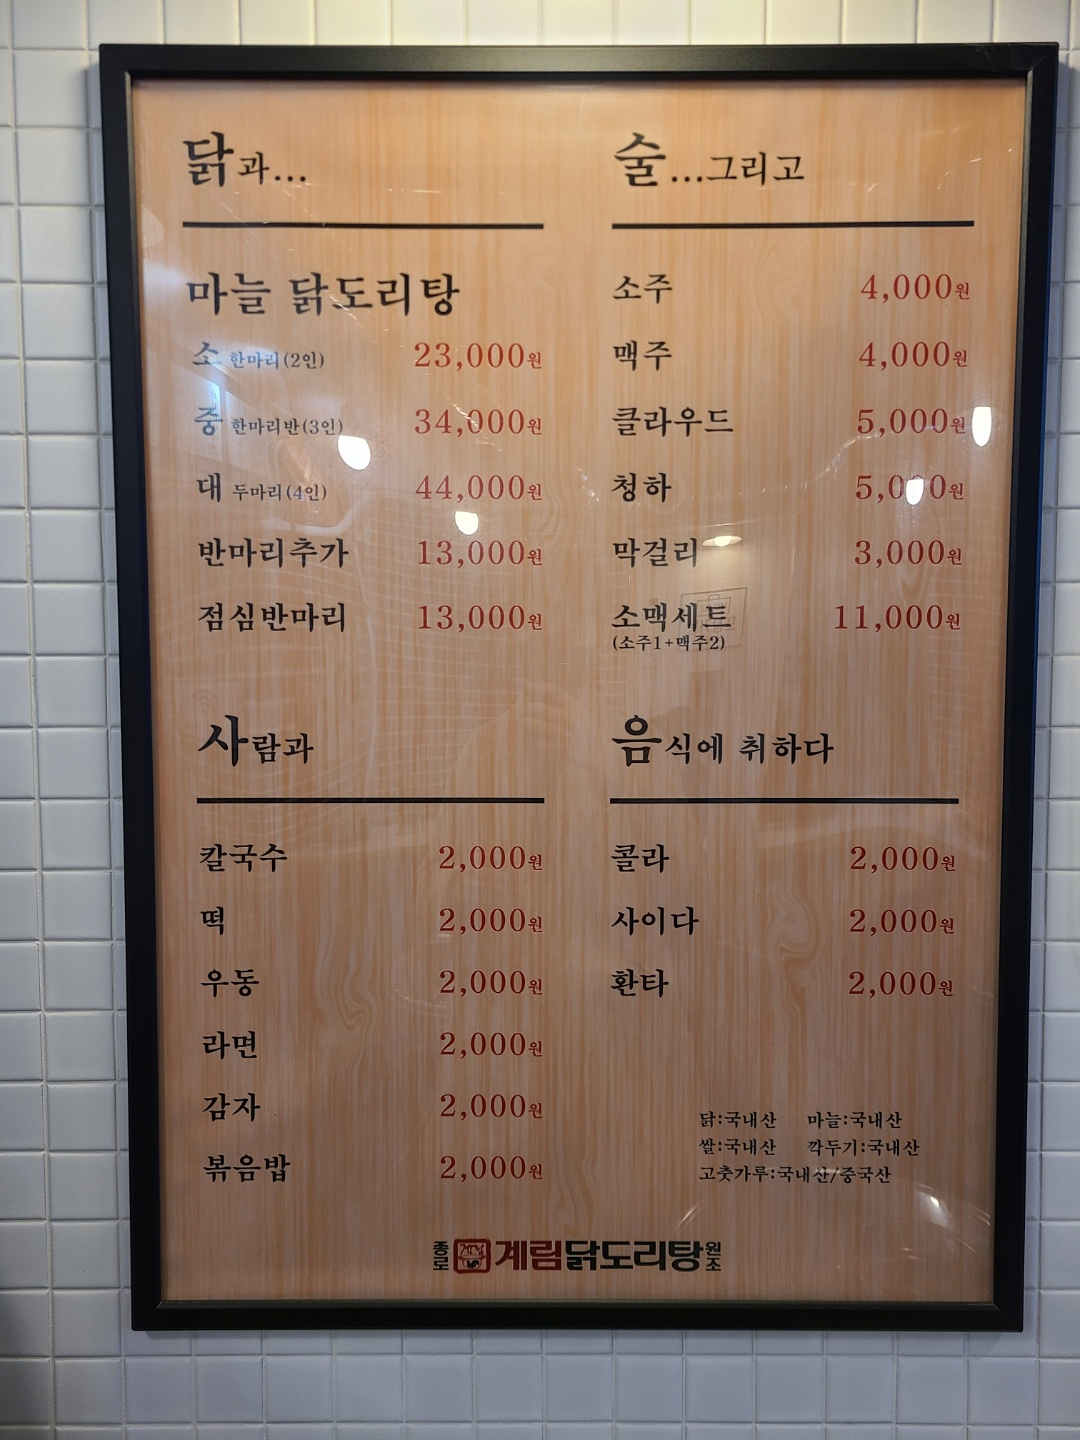 닭과...
마늘 닭도리탕
소 한마리(2인) 23,000원
중 한마리반(3인) 34,000원
대 두마리(4인) 44,000원
반마리추가 13,000원
점심반마리 13,000원
술...그리고
소주 4,000원
맥주 4,000원
클라우드 5,000원
청하 5,000원
막걸리 3,000원
소맥세트 11,000원
(소주1+맥주2)
사람과
칼국수 2,000원
떡 2,000원
우동 2,000원
라면 2,000원
감자 2,000원
볶음밥 2,000원
음식에 취하다
콜라 2,000원
사이다 2,000원
환타 2,000원
닭:국내산 마늘:국내산
쌀:국내산 깍두기:국내산
고춧가루:국내산/중국산
종로 계림닭도리탕 원조